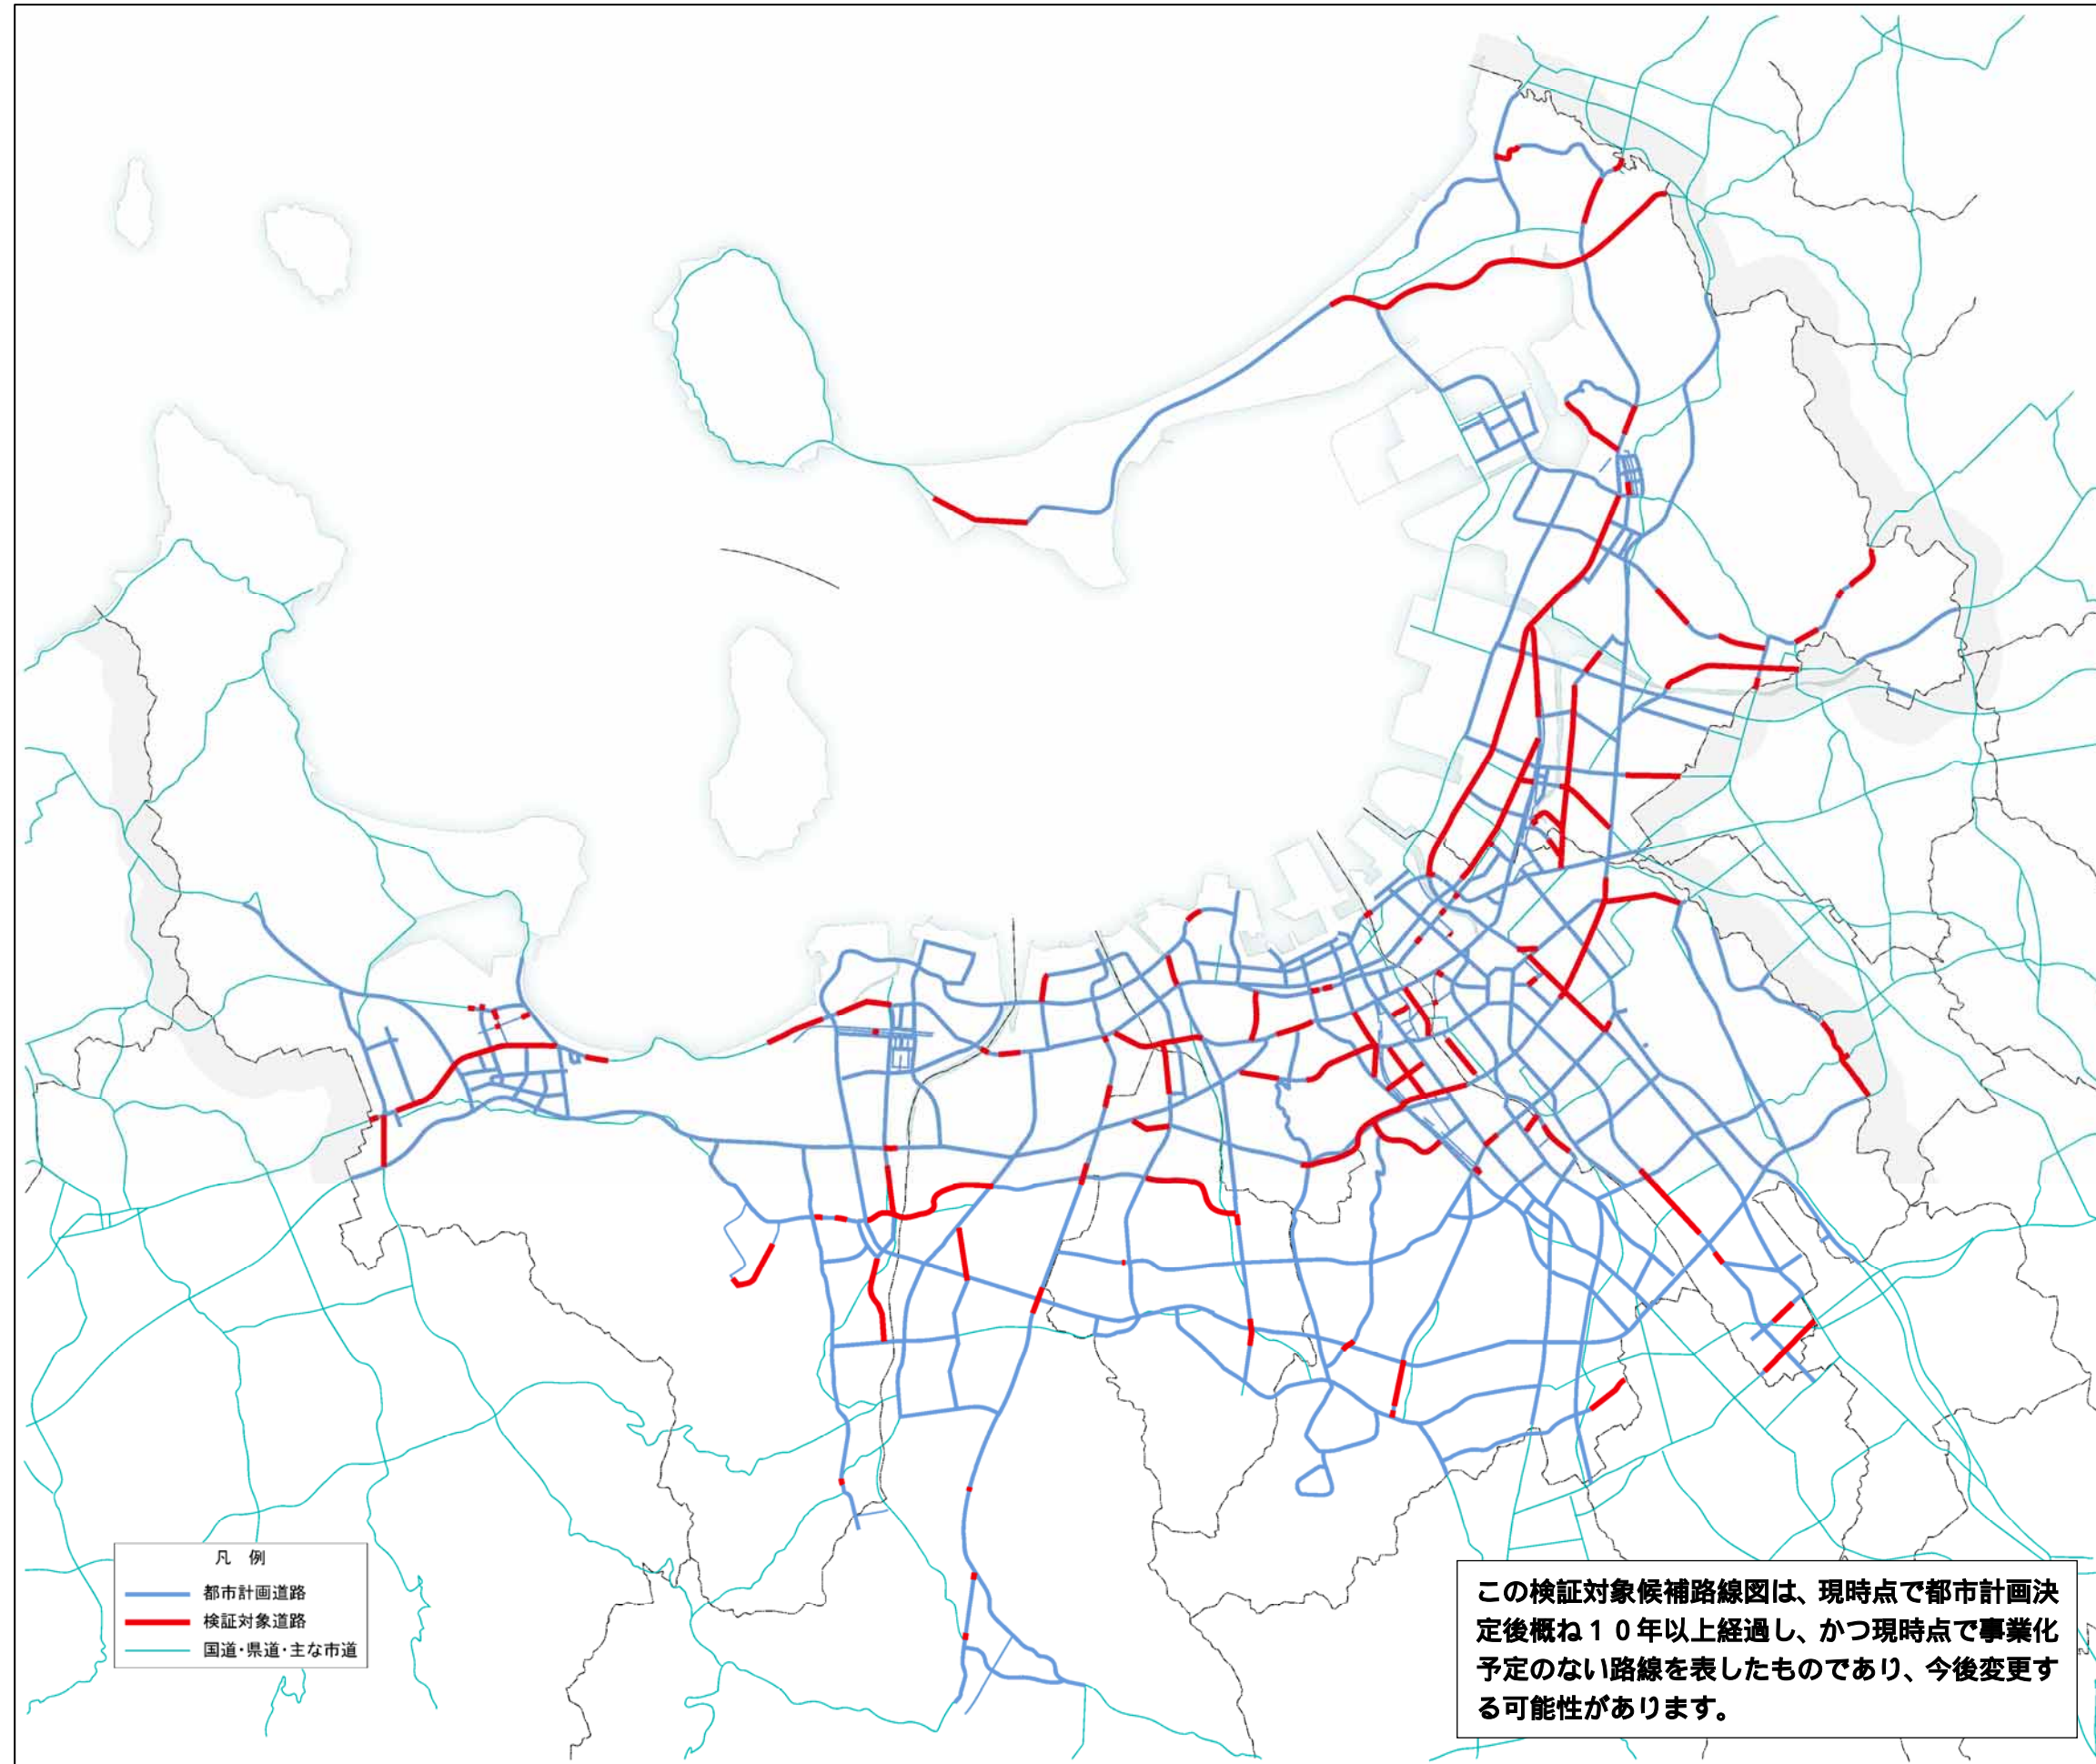 凡 例
都市計画道路
検証対象道路
国道・県道・主な市道
この検証対象候補路線図は、現時点で都市計画決
定後概ね１０年以上経過し、かつ現時点で事業化
予定のない路線を表したものであり、今後変更す
る可能性があります。